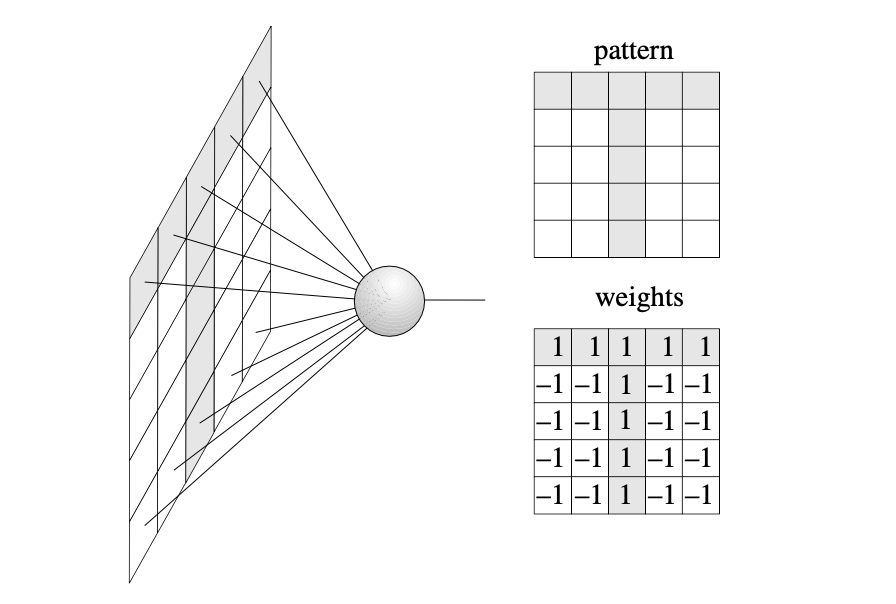 pattern
weights
1 1 1 1 1
–1 –1 1 –1 –1
–1 –1 1 –1 –1
–1 –1 1 –1 –1
–1 –1 1 –1 –1